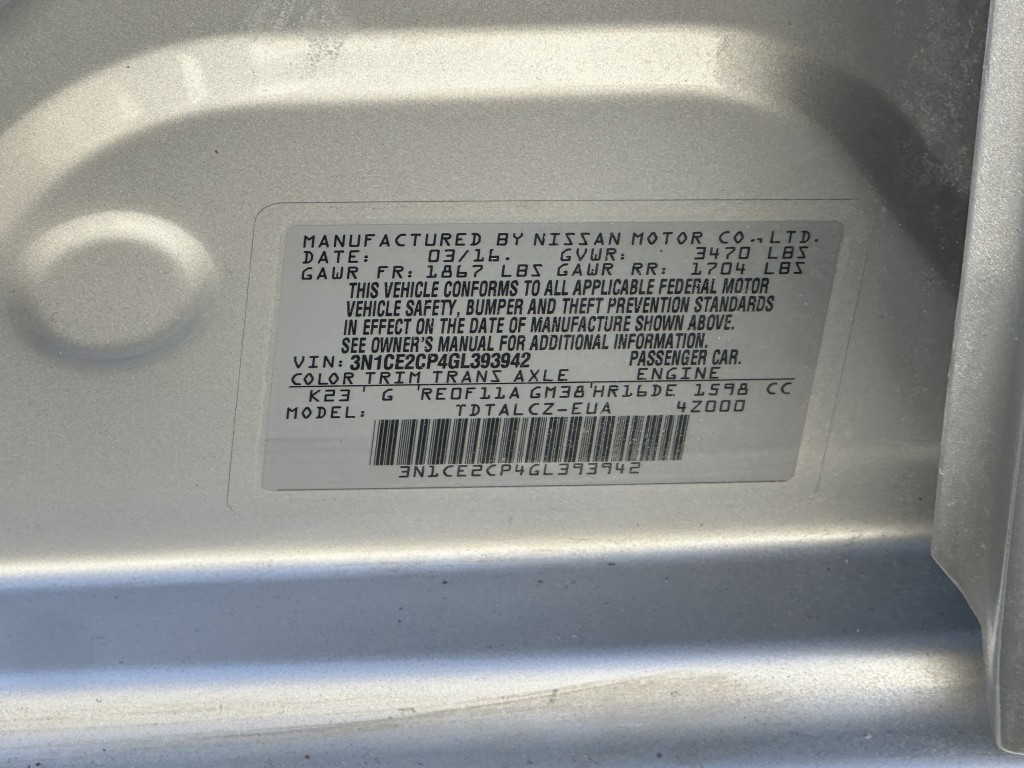 MANUFACTURED BY NISSAN MOTOR CO.,LTD.
DATE: 03/16. GVWR: 3470 LBS
GAWR FR: 1867 LBS GAWR RR: 1704 LBS
THIS VEHICLE CONFORMS TO ALL APPLICABLE FEDERAL MOTOR
VEHICLE SAFETY, BUMPER AND THEFT PREVENTION STANDARDS
IN EFFECT ON THE DATE OF MANUFACTURE SHOWN ABOVE.
SEE OWNER'S MANUAL FOR ADDITIONAL INFORMATION.
VIN: 3N1CE2CP4GL393942 PASSENGER CAR.
COLOR TRIM TRANS AXLE ENGINE
K23 ' G 'RE0F11A GM38'HR16DE 1598 CC
MODEL: TDTALCZ-EUA 4Z000
3N1CE2CP4GL393942